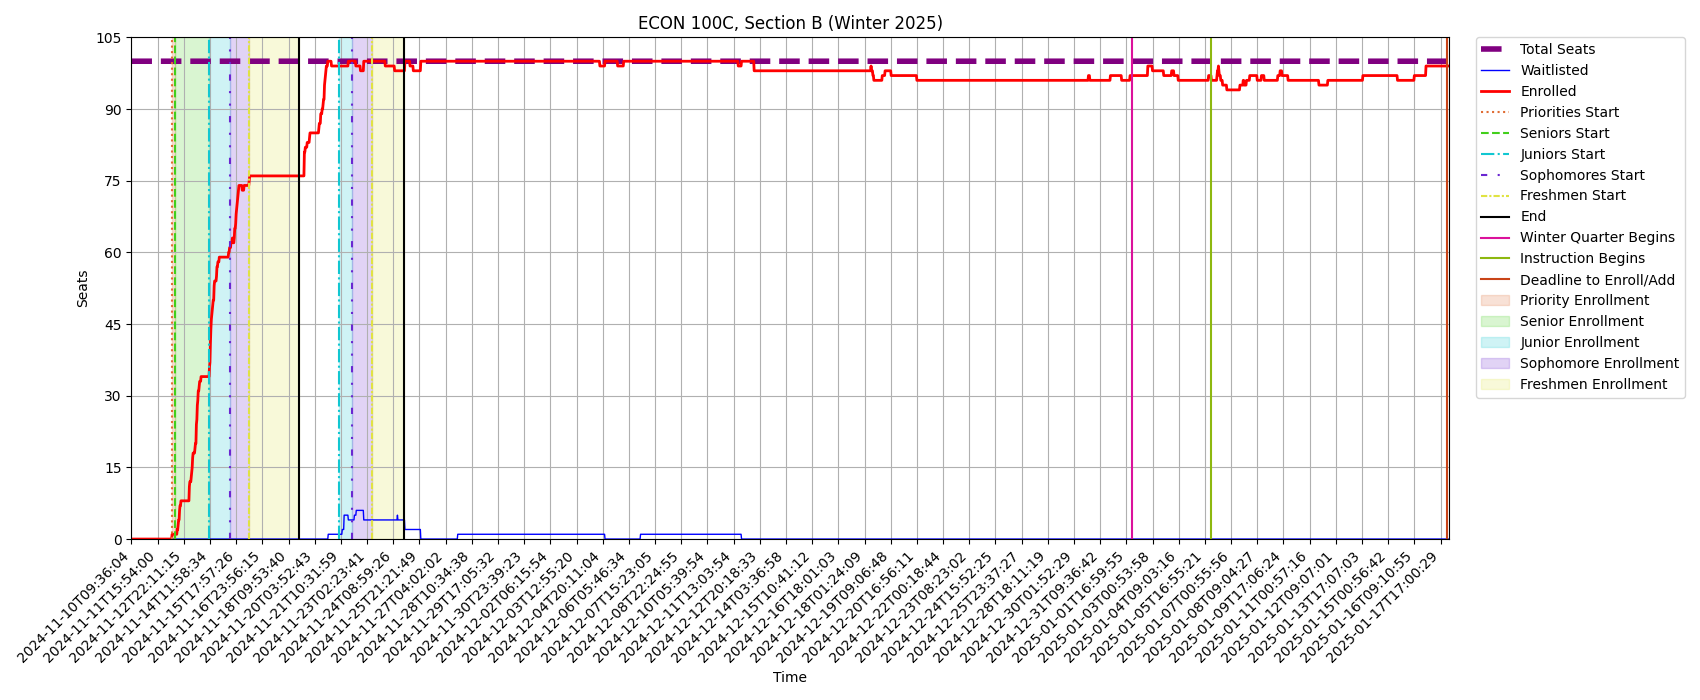 ECON 100C, Section B (Winter 2025)
105
90
75
60
45
30
15
0
Seats
2024-11-10T09:36:04
2024-11-11T15:54:00
2024-11-12T22:11:15
2024-11-14T11:58:34
2024-11-15T17:57:26
2024-11-16T23:56:15
2024-11-18T09:53:40
2024-11-20T03:52:43
2024-11-21T10:31:59
2024-11-23T02:23:41
2024-11-24T08:59:26
2024-11-25T21:21:49
2024-11-27T04:02:02
2024-11-28T10:34:38
2024-11-29T17:05:32
2024-11-30T23:39:23
2024-12-02T06:15:54
2024-12-03T12:55:20
2024-12-04T20:11:04
2024-12-06T05:46:34
2024-12-07T15:23:05
2024-12-08T22:24:55
2024-12-10T05:39:54
2024-12-11T13:03:54
2024-12-12T20:18:33
2024-12-14T03:36:58
2024-12-15T10:41:12
2024-12-16T18:01:03
2024-12-18T01:24:09
2024-12-19T09:06:48
2024-12-20T16:56:11
2024-12-22T00:18:44
2024-12-23T08:23:02
2024-12-24T15:52:25
2024-12-25T23:37:27
2024-12-28T18:11:19
2024-12-30T01:52:29
2024-12-31T09:36:42
2025-01-01T16:59:55
2025-01-03T00:53:58
2025-01-04T09:03:16
2025-01-05T16:55:21
2025-01-07T00:55:56
2025-01-08T09:04:27
2025-01-09T17:06:24
2025-01-11T00:57:16
2025-01-12T09:07:01
2025-01-13T17:07:03
2025-01-15T00:56:42
2025-01-16T09:10:55
2025-01-17T17:00:29
Time
Total Seats
Waitlisted
Enrolled
Priorities Start
Seniors Start
Juniors Start
Sophomores Start
Freshmen Start
End
Winter Quarter Begins
Instruction Begins
Deadline to Enroll/Add
Priority Enrollment
Senior Enrollment
Junior Enrollment
Sophomore Enrollment
Freshmen Enrollment